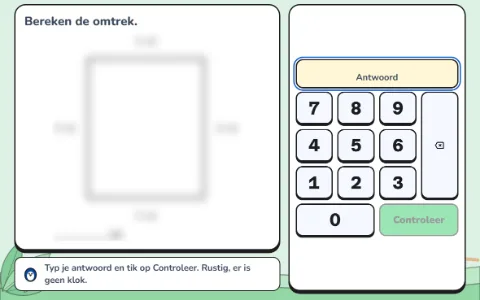 Bereken de omtrek.
Antwoord
7 8 9
4 5 6
1 2 3
0 Controleer
Typ je antwoord en tik op Controleer. Rustig, er is
geen klok.